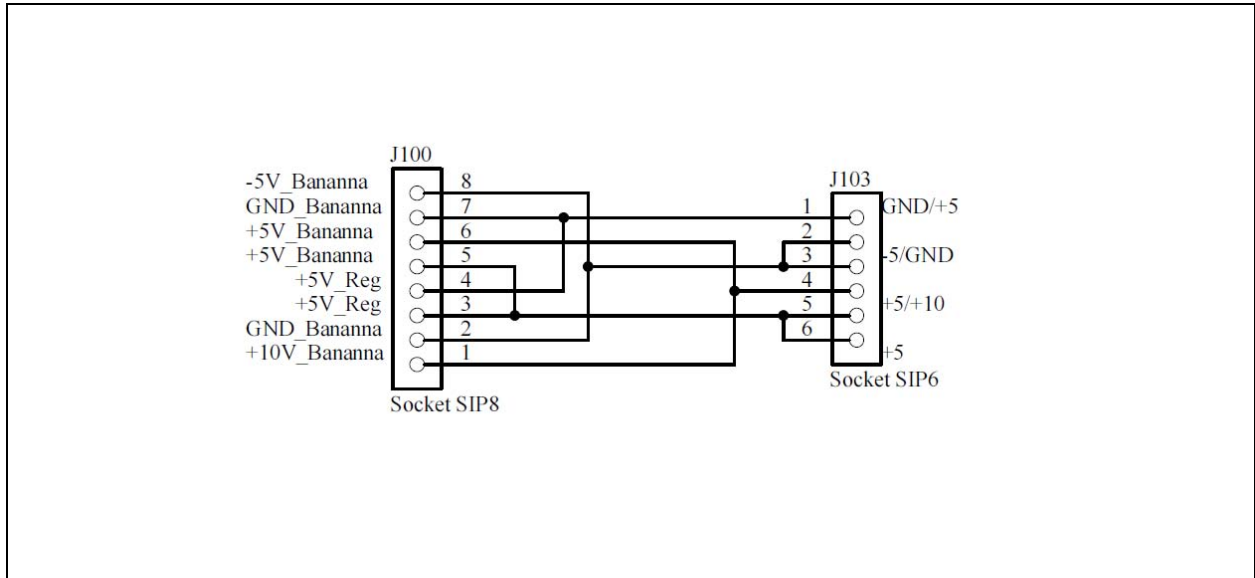 J100
-5V_Bananna
GND_Bananna
+5V_Bananna
+5V_Bananna
+5V_Reg
+5V_Reg
GND_Bananna
+10V_Bananna
8
7
6
5
4
3
2
1
Socket SIP8
J103
1
2
3
4
5
6
GND/+5
-5/GND
+5/+10
+5
Socket SIP6